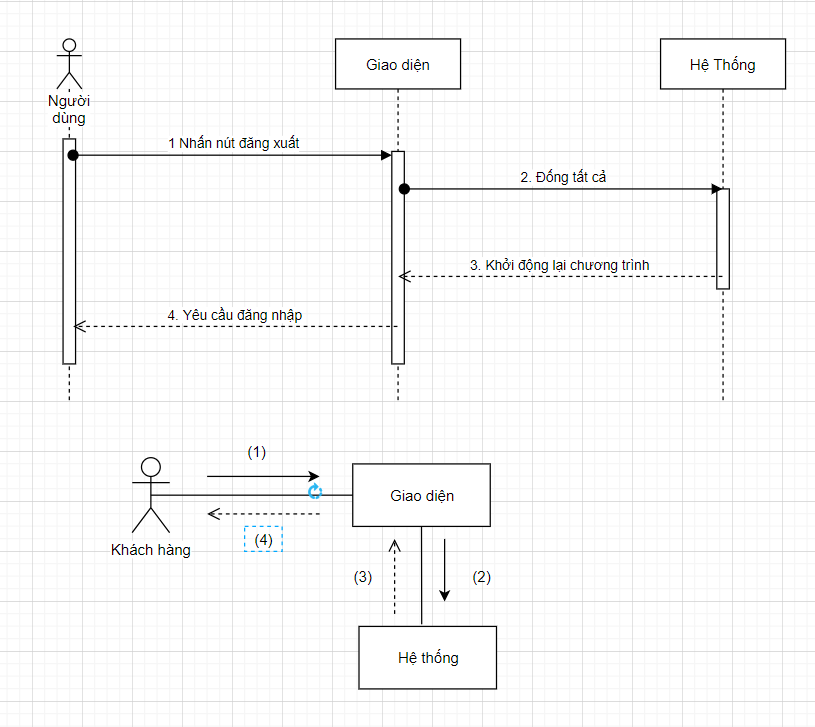 Người
dùng
Giao diện
Hệ Thống
1 Nhấn nút đăng xuất
2. Đống tất cả
3. Khởi động lại chương trình
4. Yêu cầu đăng nhập
(1)
Giao diện
(4)
Khách hàng
(3)
(2)
Hệ thống